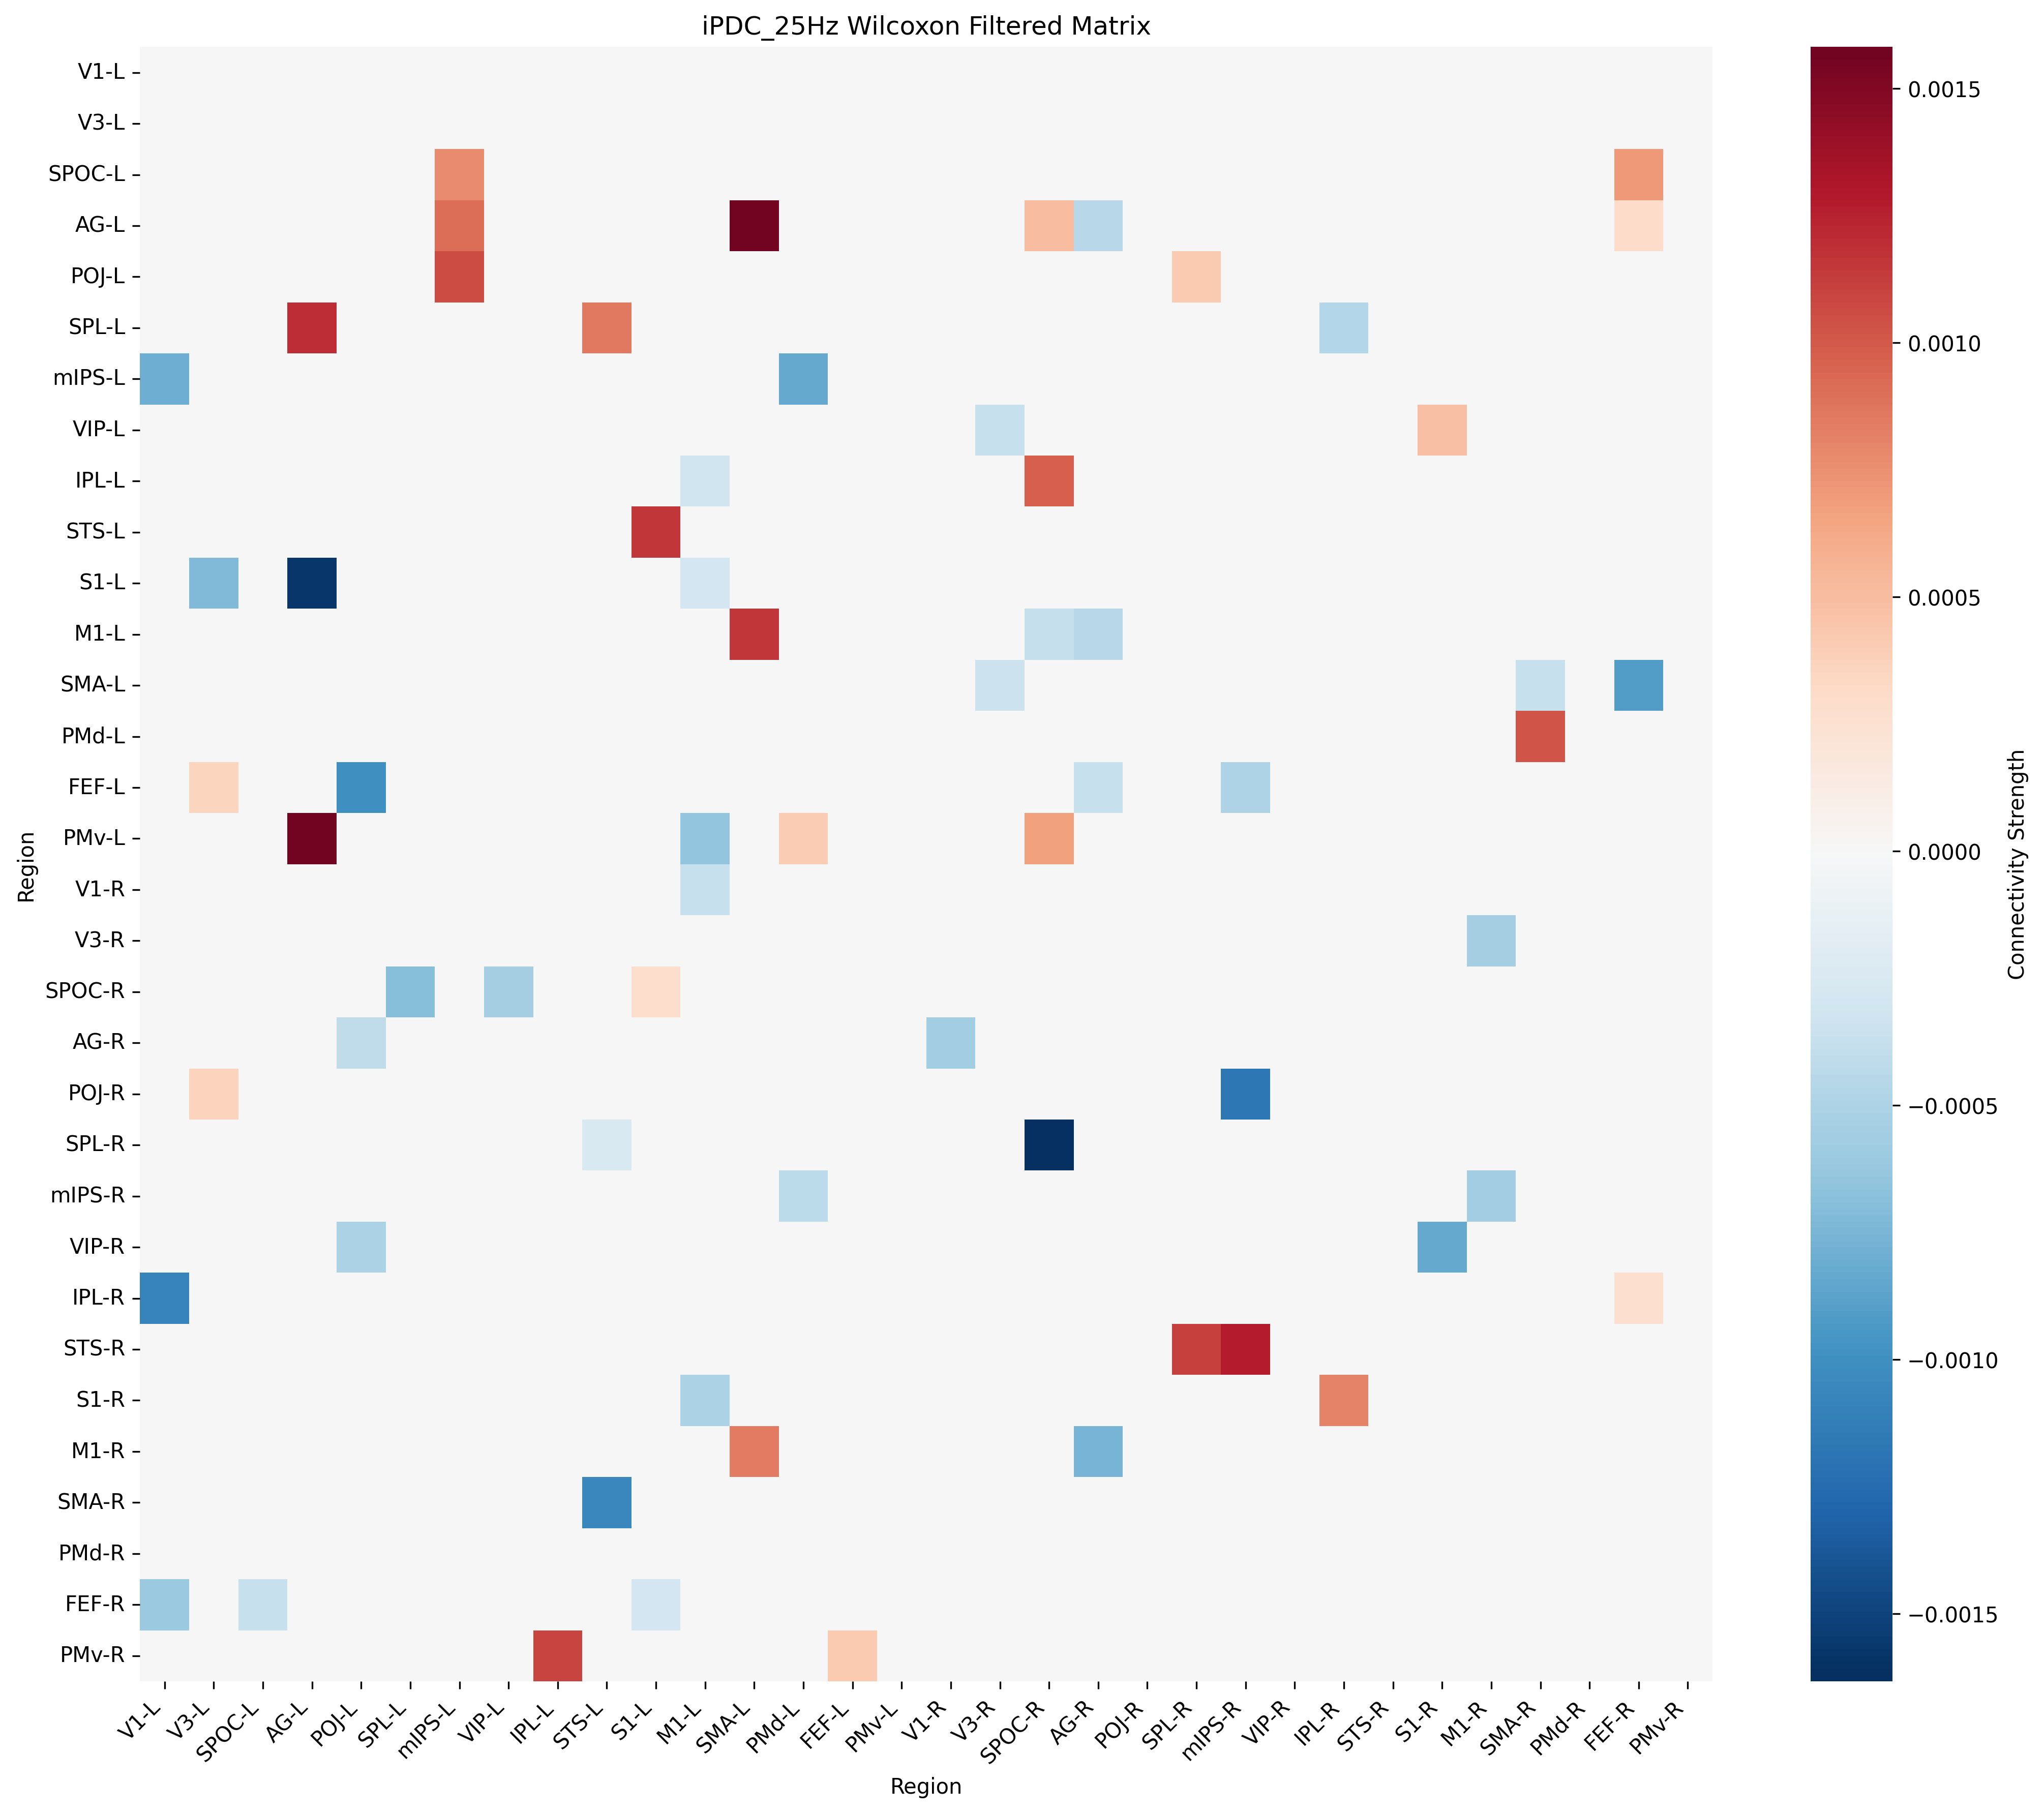 iPDC_25Hz Wilcoxon Filtered Matrix
V1-L
V3-L
SPOC-L
AG-L
POJ-L
SPL-L
mIPS-L
VIP-L
IPL-L
STS-L
S1-L
M1-L
SMA-L
PMd-L
FEF-L
PMv-L
V1-R
V3-R
SPOC-R
AG-R
POJ-R
SPL-R
mIPS-R
VIP-R
IPL-R
STS-R
S1-R
M1-R
SMA-R
PMd-R
FEF-R
PMv-R
Region
V1-L
V3-L
SPOC-L
AG-L
POJ-L
SPL-L
mIPS-L
VIP-L
IPL-L
STS-L
S1-L
M1-L
SMA-L
PMd-L
FEF-L
PMv-L
V1-R
V3-R
SPOC-R
AG-R
POJ-R
SPL-R
mIPS-R
VIP-R
IPL-R
STS-R
S1-R
M1-R
SMA-R
PMd-R
FEF-R
PMv-R
Region
0.0015
0.0010
0.0005
0.0000
−0.0005
−0.0010
−0.0015
Connectivity Strength